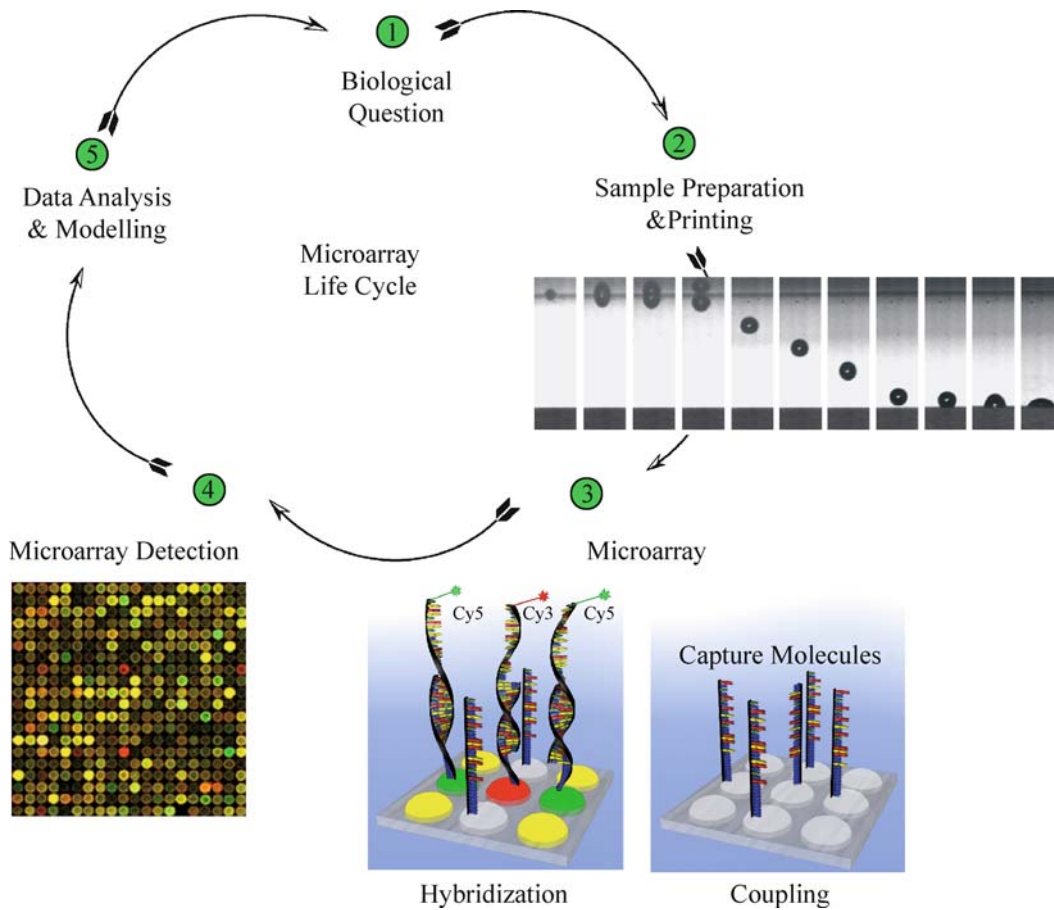 1
Biological
Question
2
Sample Preparation
&Printing
5
Data Analysis
& Modelling
Microarray
Life Cycle
4
Microarray Detection
3
Microarray
Cy5
Cy3
Cy5
Capture Molecules
Hybridization
Coupling